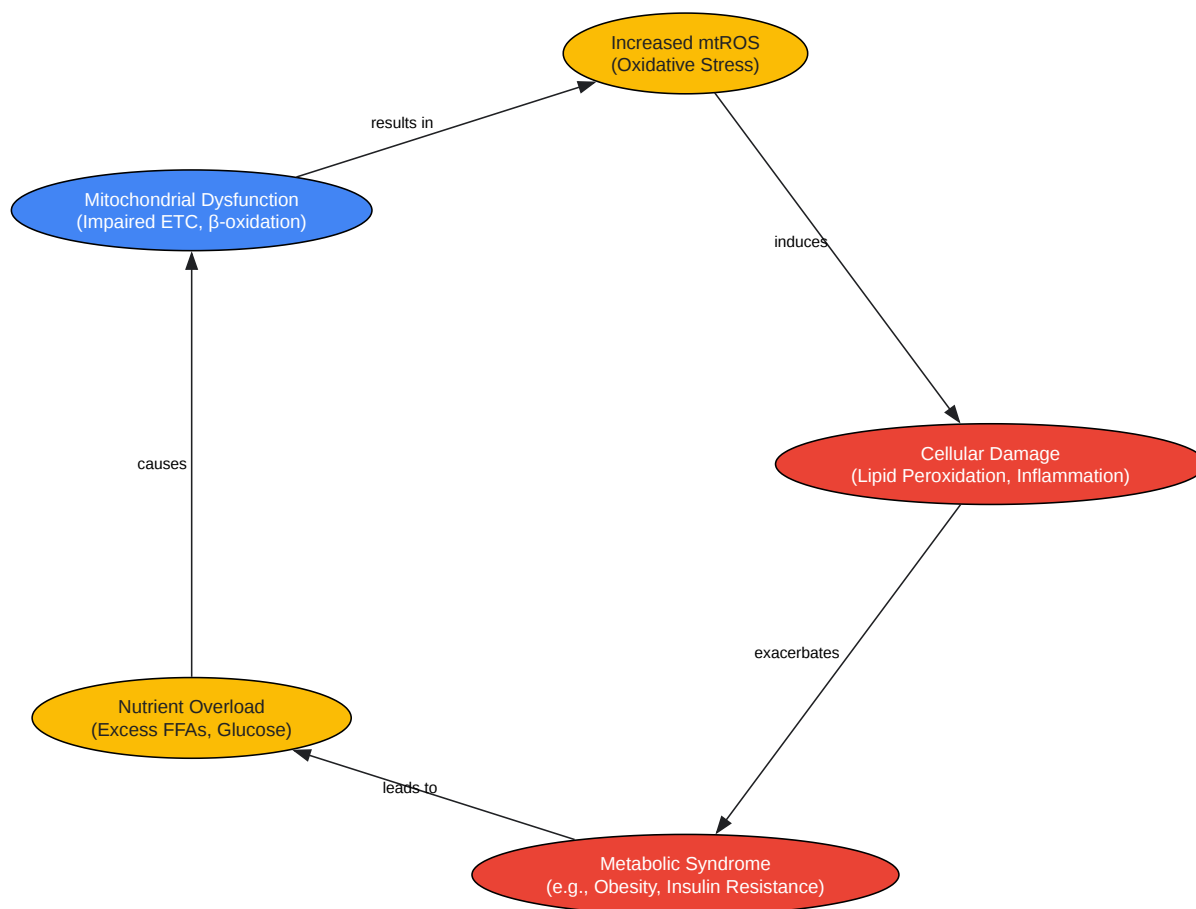 Increased mtROS
(Oxidative Stress)
results in
Mitochondrial Dysfunction
(Impaired ETC, β-oxidation)
induces
Cellular Damage
(Lipid Peroxidation, Inflammation)
causes
exacerbates
Nutrient Overload
(Excess FFAs, Glucose)
leads to
Metabolic Syndrome
(e.g., Obesity, Insulin Resistance)